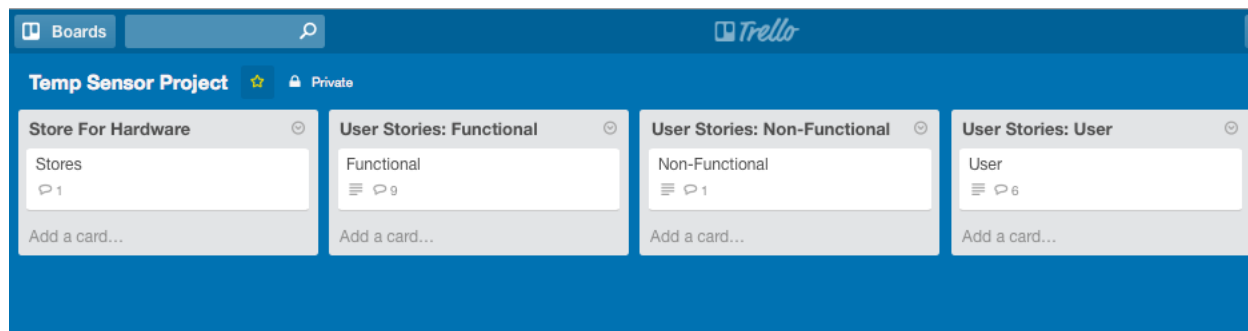 Boards
Trello
Temp Sensor Project Private
Store For Hardware
Stores
1
Add a card...
User Stories: Functional
Functional
9
Add a card...
User Stories: Non-Functional
Non-Functional
1
Add a card...
User Stories: User
User
6
Add a card...